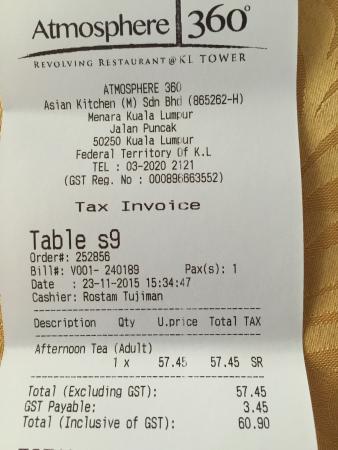 Atmosphere 360°
REVOLVING RESTAURANT @ KL TOWER
ATMOSPHERE 360
Asian Kitchen (M) Sdn Bhd (865262-H)
Menara Kuala Lumpur
Jalan Puncak
50250 Kuala Lumpur
Federal Territory Of K.L
TEL : 03-2020 2121
(GST Reg. No : 000896663552)
Tax Invoice
Table s9
Order#: 252856
Bill#: V001- 240189 Pax(s): 1
Date : 23-11-2015 15:34:47
Cashier: Rostam Tujiman
Description Qty U.price Total TAX
Afternoon Tea (Adult)
1 x 57.45 57.45 SR
Total (Excluding GST): 57.45
GST Payable: 3.45
Total (Inclusive of GST): 60.90